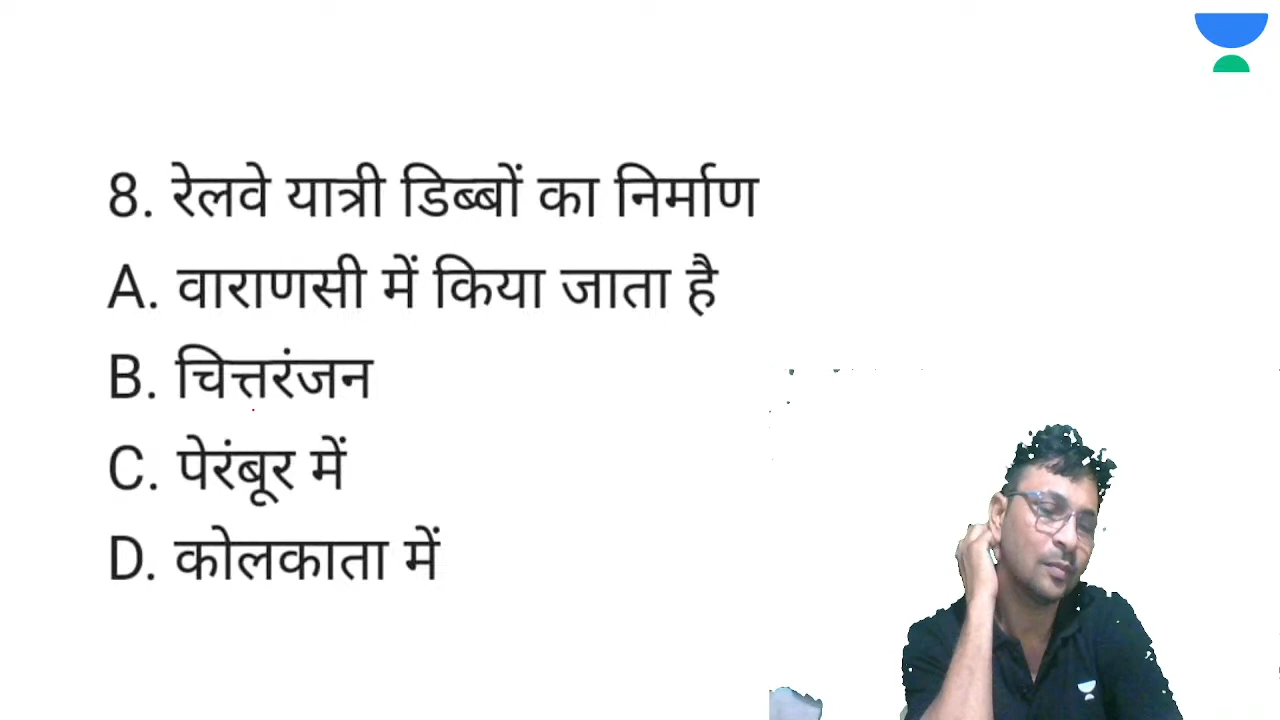 8. रेलवे यात्री डिब्बों का निर्माण
A. वाराणसी में किया जाता है
B. चित्तरंजन
C. पेरंबूर में
D. कोलकाता में